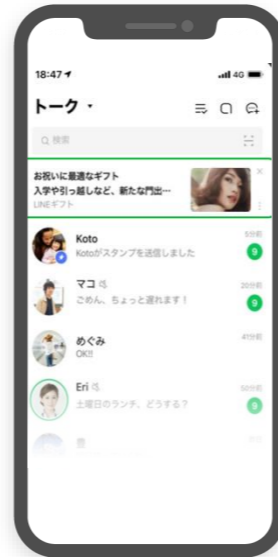 18:47
4G
トーク
検索
お祝いに最適なギフト
入学や引っ越しなど、新たな門出…
LINEギフト
Koto
5分前
Kotoがスタンプを送信しました
9
マコ
20分前
ごめん、ちょっと遅れます！
9
めぐみ
41分前
OK!!
Eri
50分前
土曜日のランチ、どうする？
9